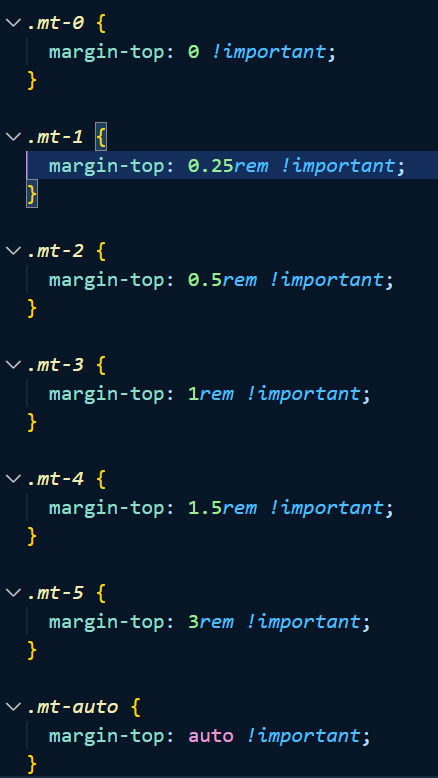 .mt-0 {
  margin-top: 0 !important;
}
.mt-1 {
  margin-top: 0.25rem !important;
}
.mt-2 {
  margin-top: 0.5rem !important;
}
.mt-3 {
  margin-top: 1rem !important;
}
.mt-4 {
  margin-top: 1.5rem !important;
}
.mt-5 {
  margin-top: 3rem !important;
}
.mt-auto {
  margin-top: auto !important;
}